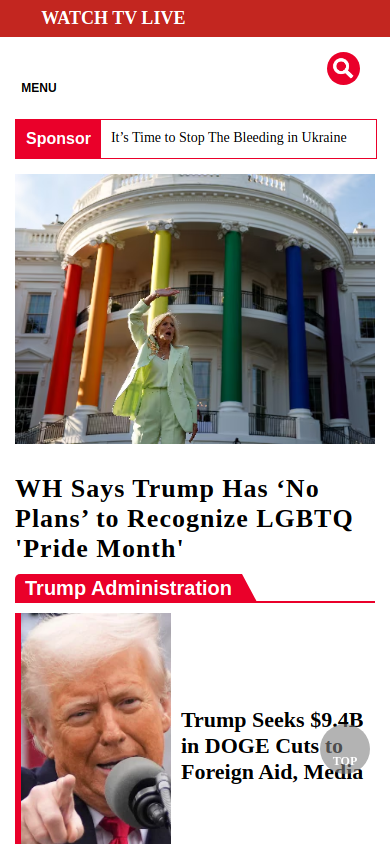 WATCH TV LIVE
MENU
Sponsor
It’s Time to Stop The Bleeding in Ukraine
WH Says Trump Has ‘No
Plans’ to Recognize LGBTQ
'Pride Month'
Trump Administration
Trump Seeks $9.4B
in DOGE Cuts to
Foreign Aid, Media
TOP